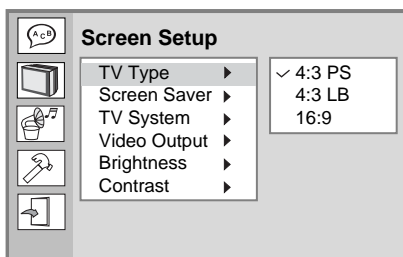 A c B
Screen Setup
TV Type
Screen Saver
TV System
Video Output
Brightness
Contrast
4:3 PS
4:3 LB
16:9